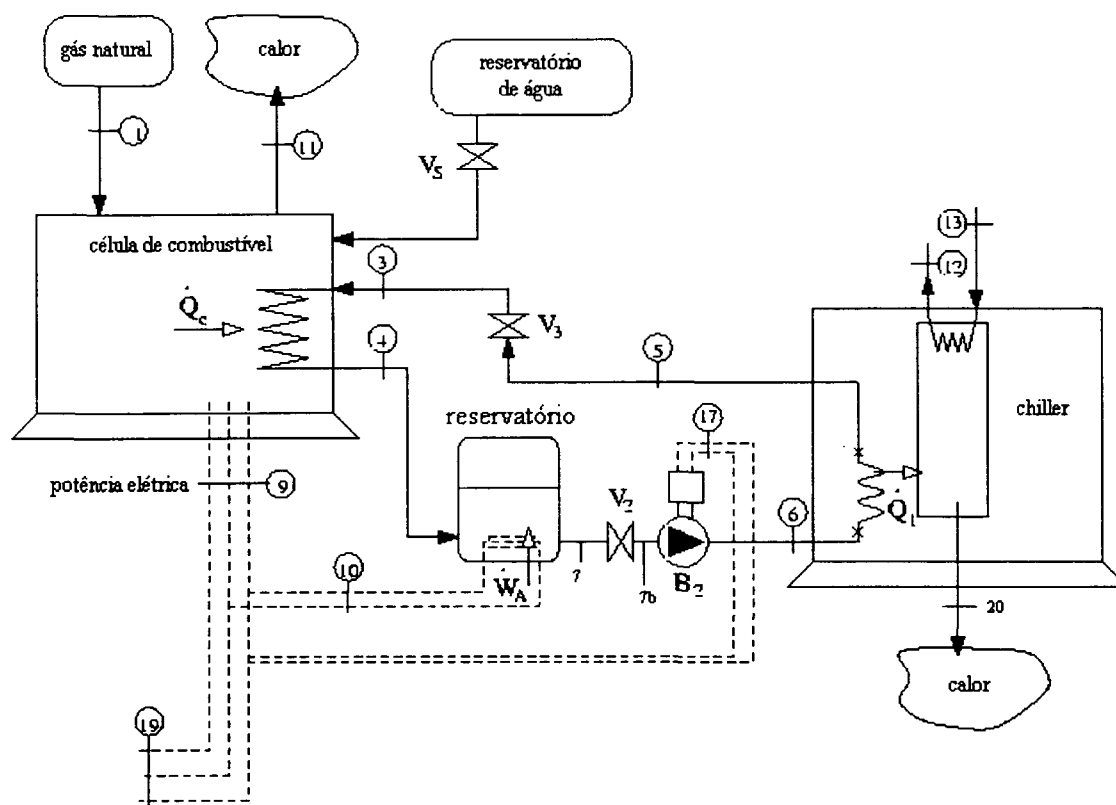 gás natural
calor
reservatório
de água
1
11
V5
13
12
célula de combustível
3
Q̇c
4
V3
5
chiller
reservatório
17
potência elétrica
9
V2
6
Q̇1
10
ẆA
7
7b
B2
20
calor
19